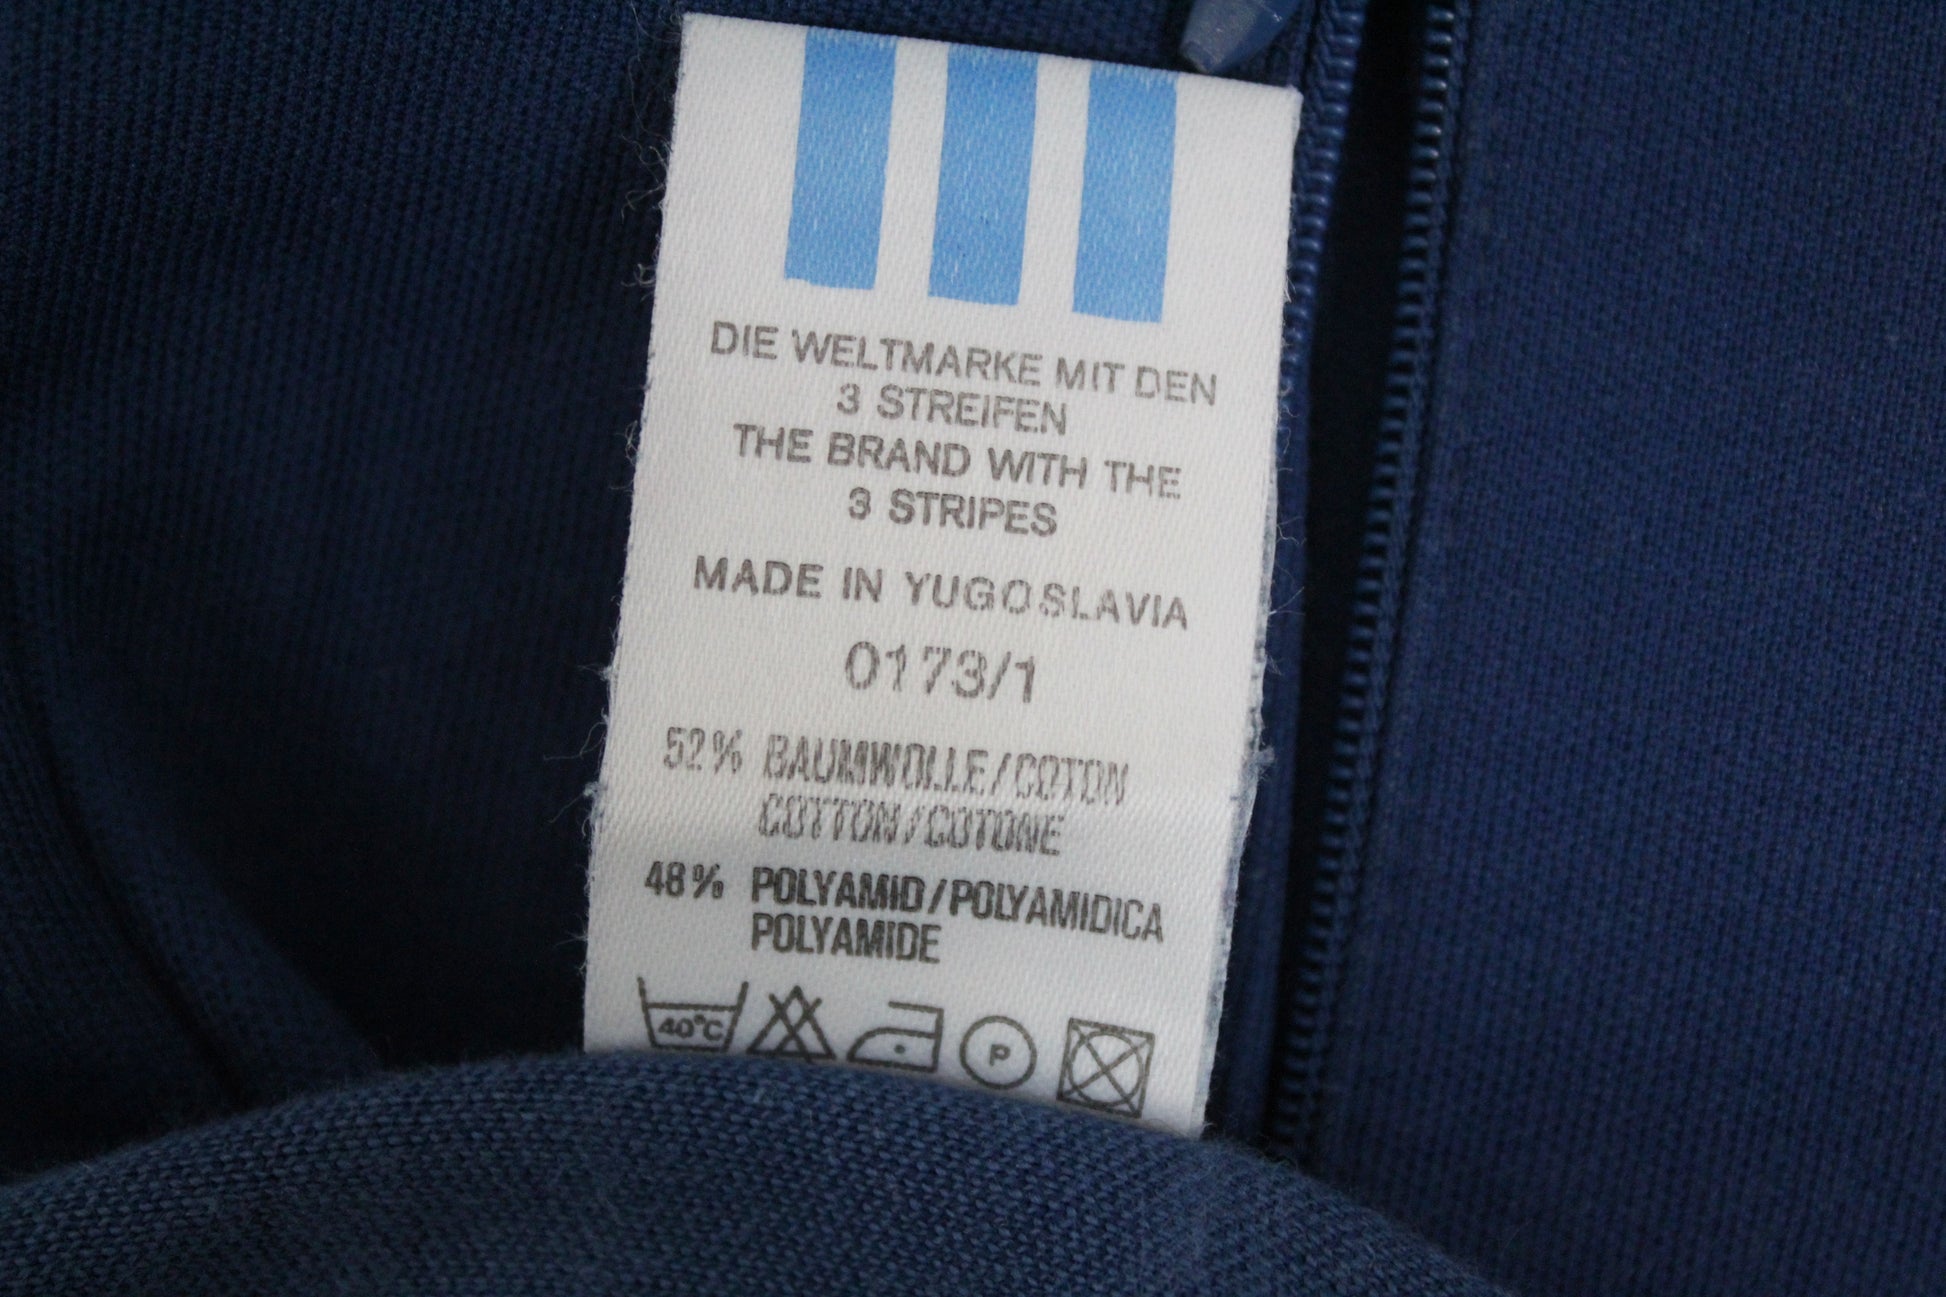 DIE WELTMARKE MIT DEN
3 STREIFEN
THE BRAND WITH THE
3 STRIPES
MADE IN YUGOSLAVIA
0173/1
52% BAUMWOLLE/COTON
COTTON/COTONE
48% POLYAMID/POLYAMIDICA
POLYAMIDE
40°C P